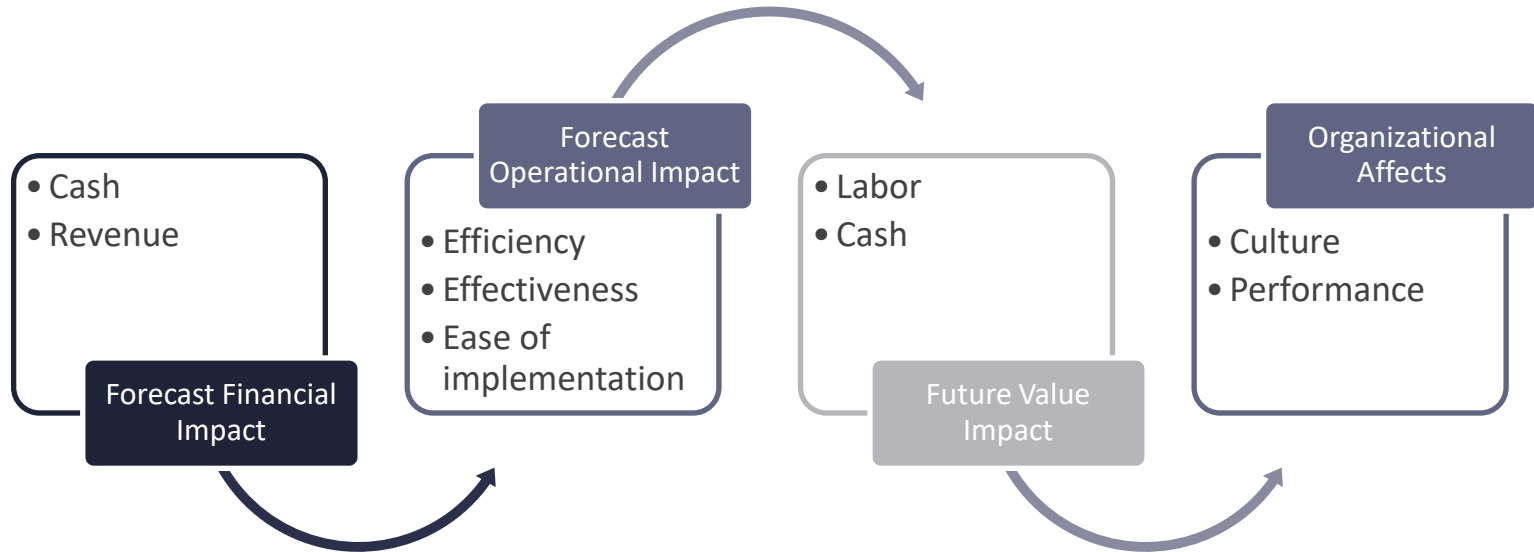 • Cash
• Revenue
Forecast Financial
Impact
Forecast
Operational Impact
• Efficiency
• Effectiveness
• Ease of
implementation
• Labor
• Cash
Future Value
Impact
Organizational
Affects
• Culture
• Performance